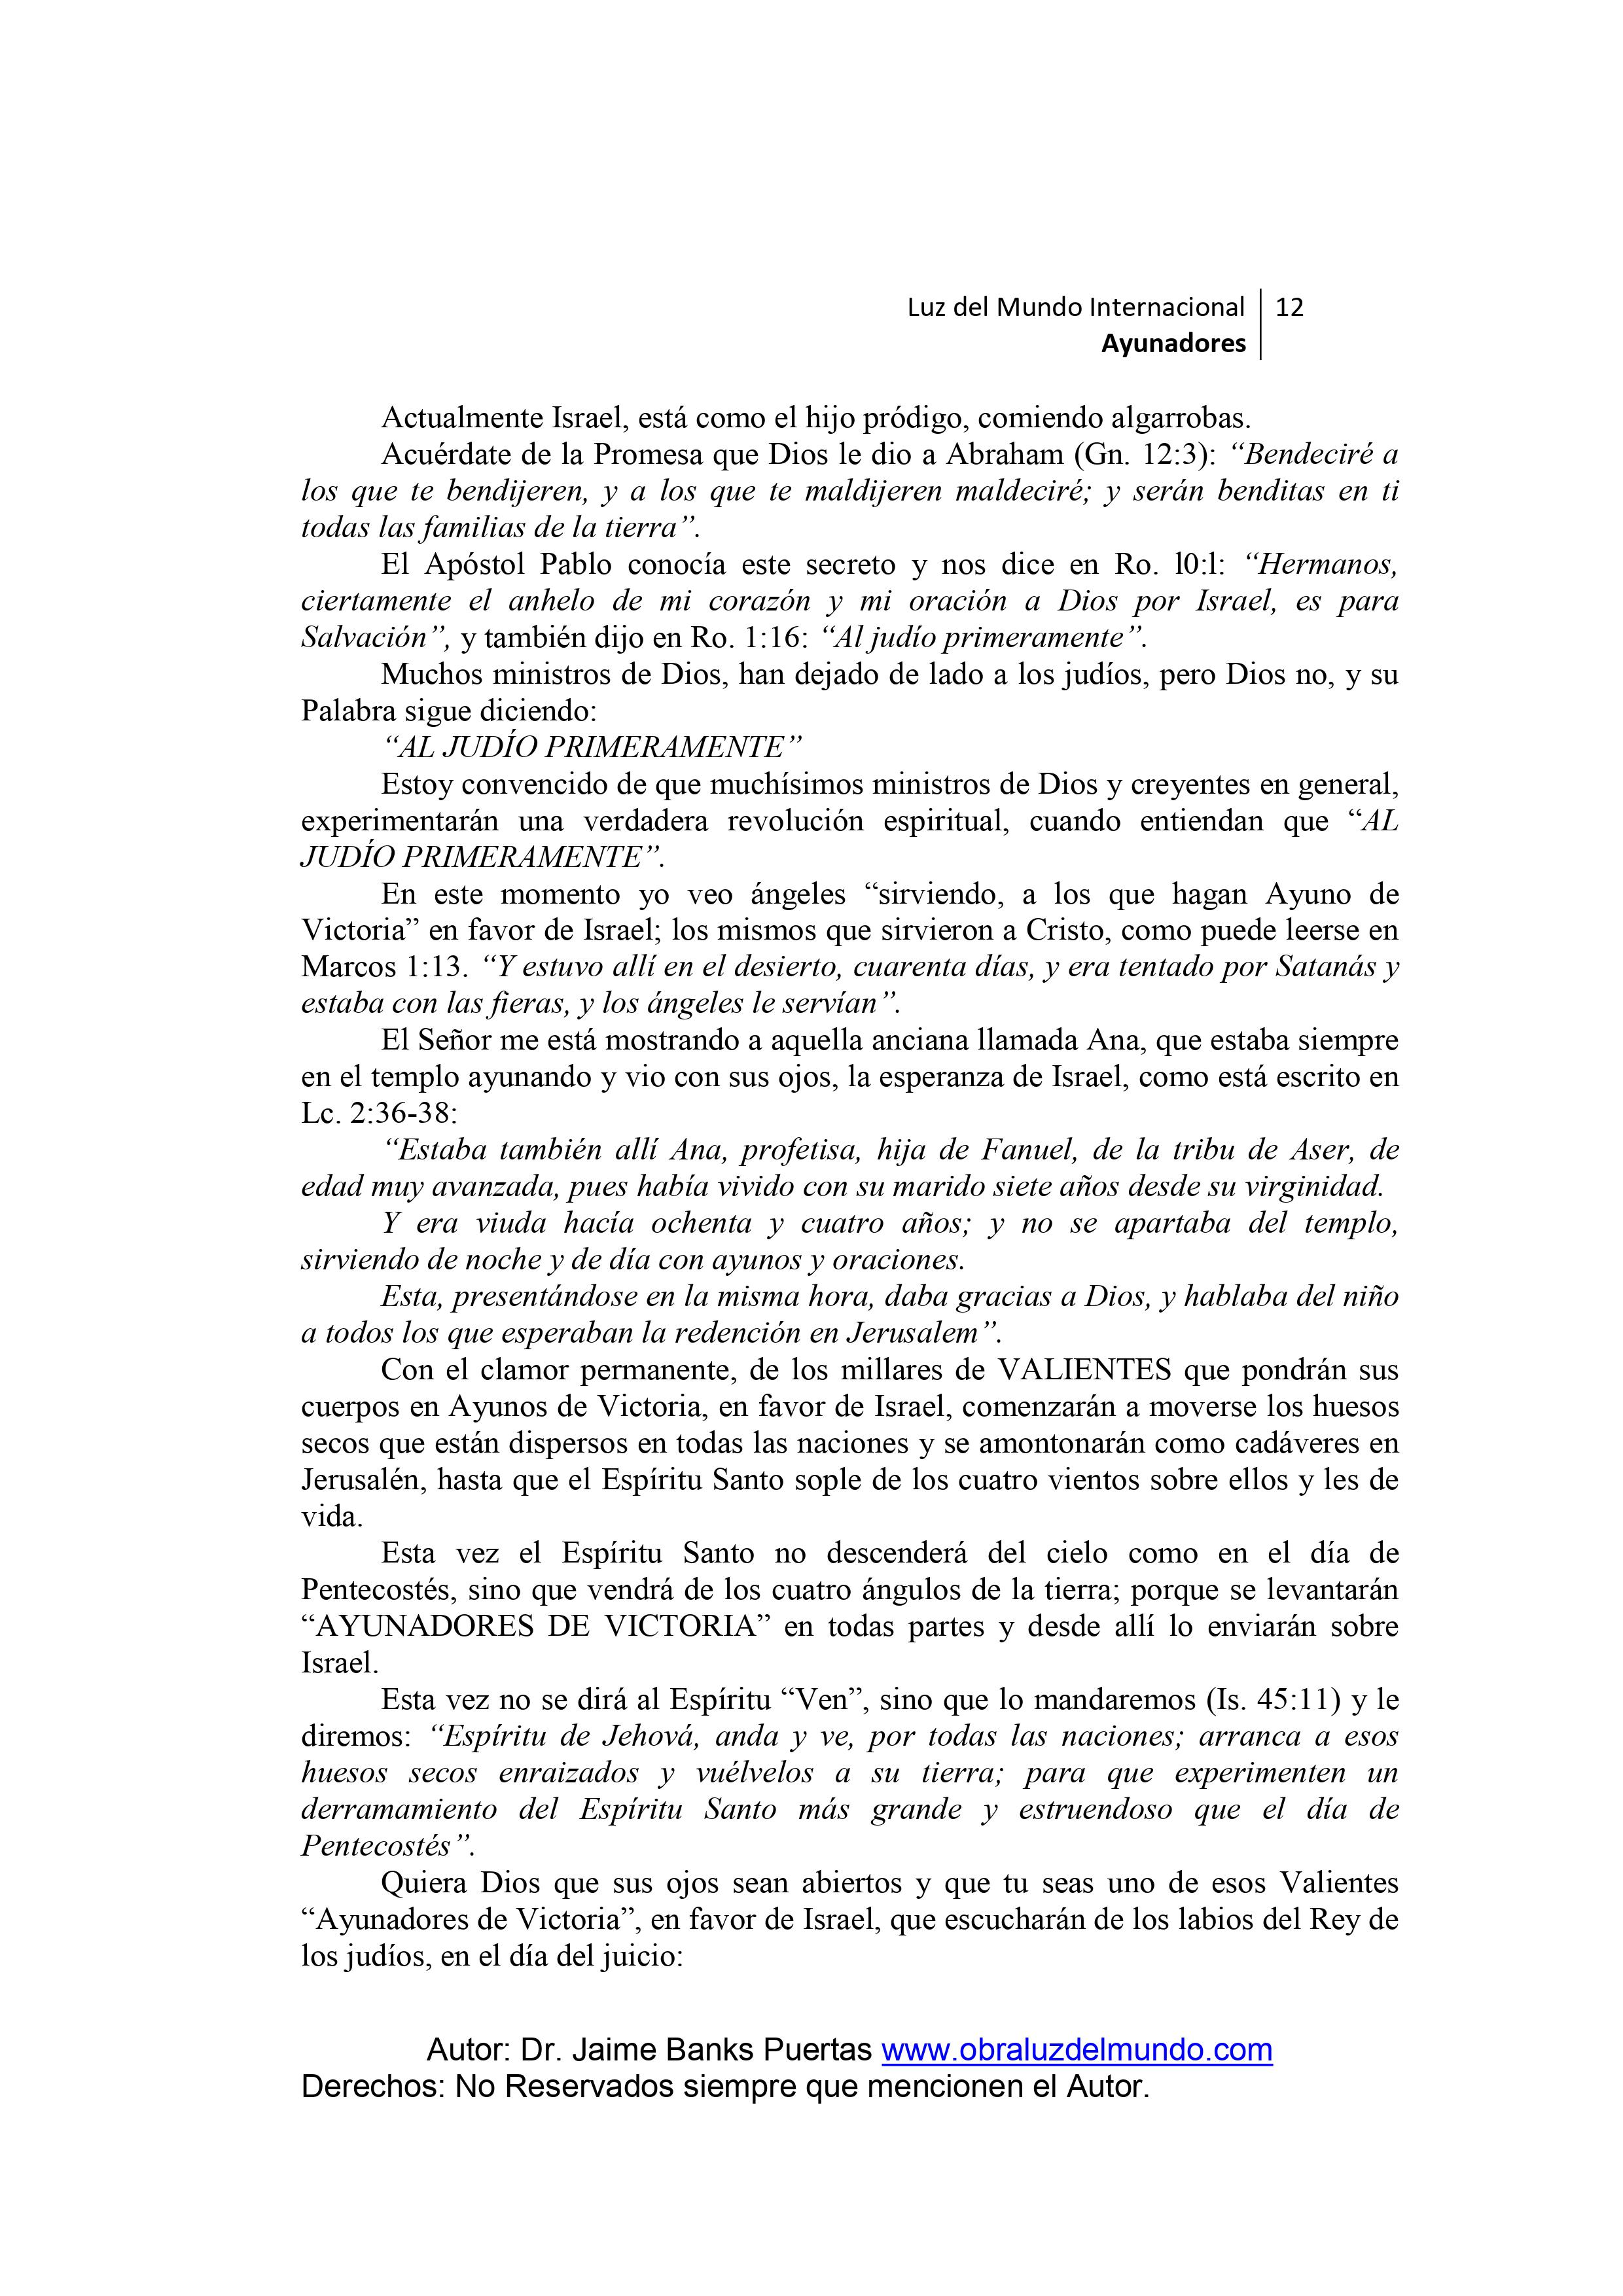 Luz del Mundo Internacional 12
Ayunadores
Actualmente Israel, está como el hijo pródigo, comiendo algarrobas.
Acuérdate de la Promesa que Dios le dio a Abraham (Gn. 12:3): “Bendeciré a
los que te bendijeren, y a los que te maldijeren maldeciré; y serán benditas en ti
todas las familias de la tierra”.
El Apóstol Pablo conocía este secreto y nos dice en Ro. l0:l: “Hermanos,
ciertamente el anhelo de mi corazón y mi oración a Dios por Israel, es para
Salvación”, y también dijo en Ro. 1:16: “Al judío primeramente”.
Muchos ministros de Dios, han dejado de lado a los judíos, pero Dios no, y su
Palabra sigue diciendo:
“AL JUDÍO PRIMERAMENTE”
Estoy convencido de que muchísimos ministros de Dios y creyentes en general,
experimentarán una verdadera revolución espiritual, cuando entiendan que “AL
JUDÍO PRIMERAMENTE”.
En este momento yo veo ángeles “sirviendo, a los que hagan Ayuno de
Victoria” en favor de Israel; los mismos que sirvieron a Cristo, como puede leerse en
Marcos 1:13. “Y estuvo allí en el desierto, cuarenta días, y era tentado por Satanás y
estaba con las fieras, y los ángeles le servían”.
El Señor me está mostrando a aquella anciana llamada Ana, que estaba siempre
en el templo ayunando y vio con sus ojos, la esperanza de Israel, como está escrito en
Lc. 2:36-38:
“Estaba también allí Ana, profetisa, hija de Fanuel, de la tribu de Aser, de
edad muy avanzada, pues había vivido con su marido siete años desde su virginidad.
Y era viuda hacía ochenta y cuatro años; y no se apartaba del templo,
sirviendo de noche y de día con ayunos y oraciones.
Esta, presentándose en la misma hora, daba gracias a Dios, y hablaba del niño
a todos los que esperaban la redención en Jerusalem”.
Con el clamor permanente, de los millares de VALIENTES que pondrán sus
cuerpos en Ayunos de Victoria, en favor de Israel, comenzarán a moverse los huesos
secos que están dispersos en todas las naciones y se amontonarán como cadáveres en
Jerusalén, hasta que el Espíritu Santo sople de los cuatro vientos sobre ellos y les de
vida.
Esta vez el Espíritu Santo no descenderá del cielo como en el día de
Pentecostés, sino que vendrá de los cuatro ángulos de la tierra; porque se levantarán
“AYUNADORES DE VICTORIA” en todas partes y desde allí lo enviarán sobre
Israel.
Esta vez no se dirá al Espíritu “Ven”, sino que lo mandaremos (Is. 45:11) y le
diremos: “Espíritu de Jehová, anda y ve, por todas las naciones; arranca a esos
huesos secos enraizados y vuélvelos a su tierra; para que experimenten un
derramamiento del Espíritu Santo más grande y estruendoso que el día de
Pentecostés”.
Quiera Dios que sus ojos sean abiertos y que tu seas uno de esos Valientes
“Ayunadores de Victoria”, en favor de Israel, que escucharán de los labios del Rey de
los judíos, en el día del juicio:
Autor: Dr. Jaime Banks Puertas www.obraluzdelmundo.com
Derechos: No Reservados siempre que mencionen el Autor.